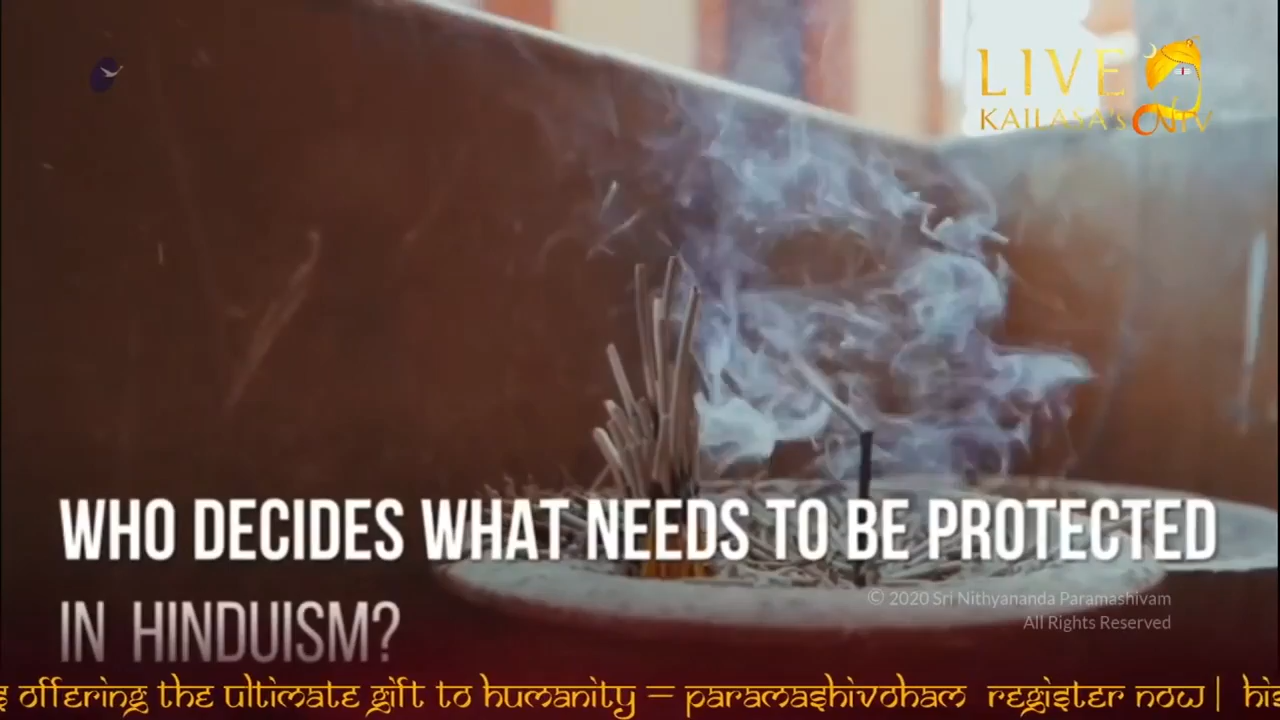 LIVE
KAILASA's NTV
WHO DECIDES WHAT NEEDS TO BE PROTECTED
IN HINDUISM?
© 2020 Sri Nithyananda Paramashivam
All Rights Reserved
offering the ultimate gift to humanity — paramashivoham register now |